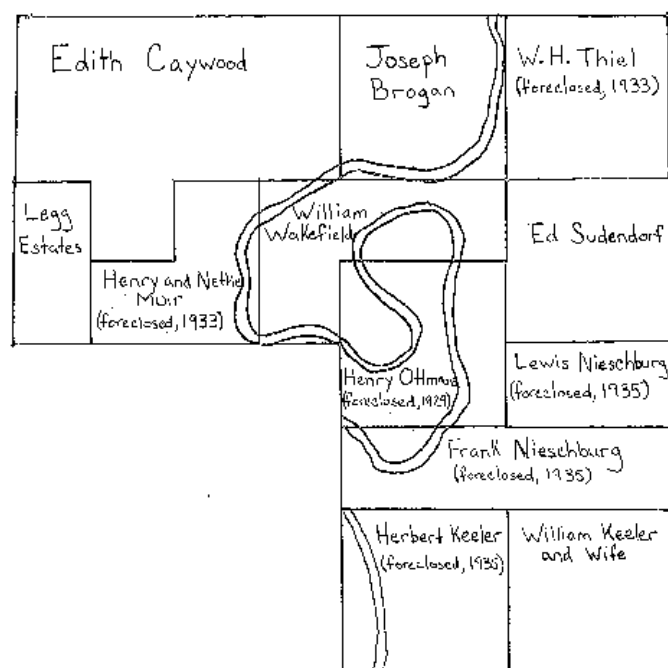 Edith Caywood
Joseph
Brogan
W.H. Thiel
(foreclosed, 1933)
Legg
Estates
William
Wakefield
Ed Sudendorf
Henry and Nettie
Muir
(foreclosed, 1933)
Henry Ottmus
(foreclosed, 1929)
Lewis Nieschburg
(foreclosed, 1935)
Frank Nieschburg
(foreclosed, 1935)
Herbert Keeler
(foreclosed, 1935)
William Keeler
and Wife